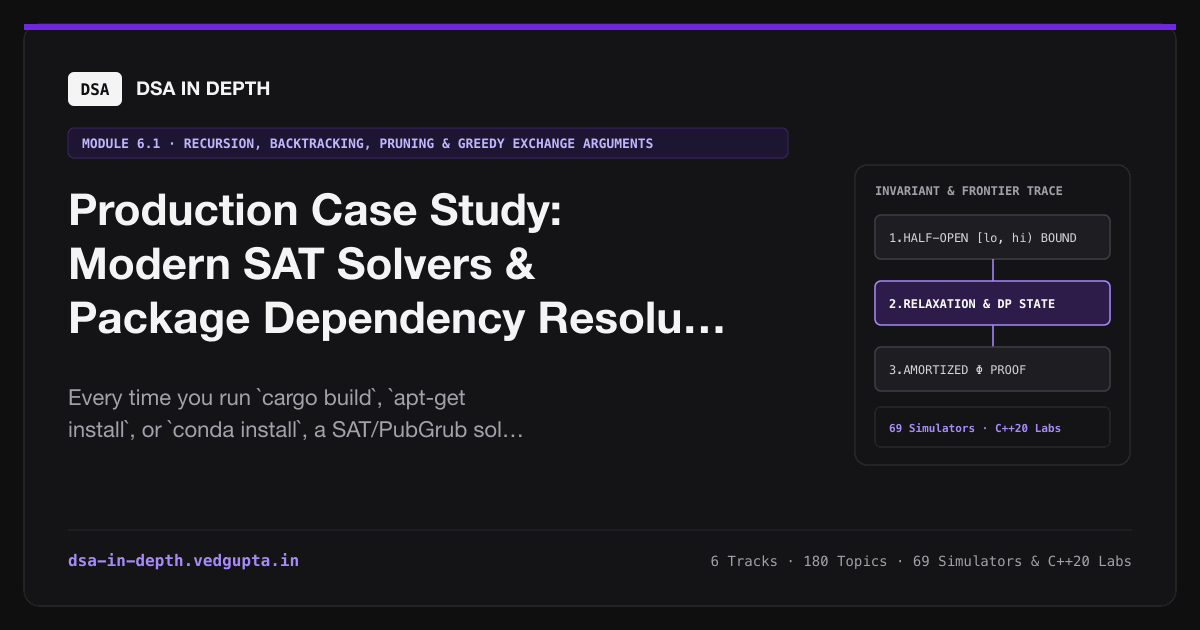 DSA
DSA IN DEPTH
MODULE 6.1 · RECURSION, BACKTRACKING, PRUNING & GREEDY EXCHANGE ARGUMENTS
Production Case Study:
Modern SAT Solvers &
Package Dependency Resolu…
Every time you run `cargo build`, `apt-get
install`, or `conda install`, a SAT/PubGrub sol…
INVARIANT & FRONTIER TRACE
1.HALF-OPEN [lo, hi) BOUND
2.RELAXATION & DP STATE
3.AMORTIZED Φ PROOF
69 Simulators · C++20 Labs
dsa-in-depth.vedgupta.in
6 Tracks · 180 Topics · 69 Simulators & C++20 Labs